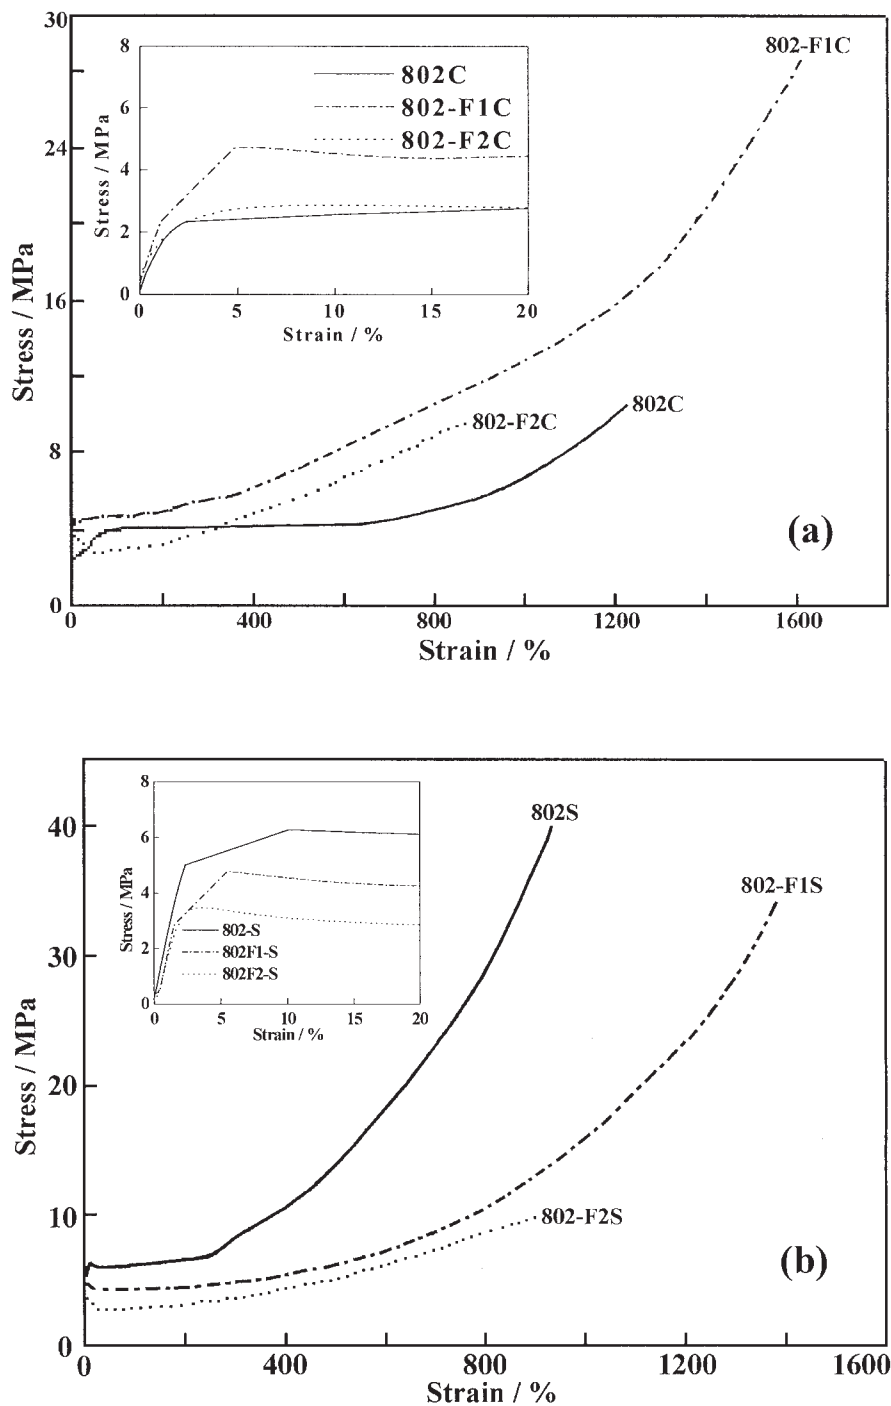 30
24
16
8
0
Stress / MPa
0
400
800
1200
1600
Strain / %
802-F1C
802-F2C
802C
(a)
8
6
4
2
0
Stress / MPa
0
5
10
15
20
Strain / %
802C
802-F1C
802-F2C
40
30
20
10
0
Stress / MPa
0
400
800
1200
1600
Strain / %
802S
802-F1S
802-F2S
(b)
8
6
4
2
0
Stress / MPa
0
5
10
15
20
Strain / %
802-S
802F1-S
802F2-S